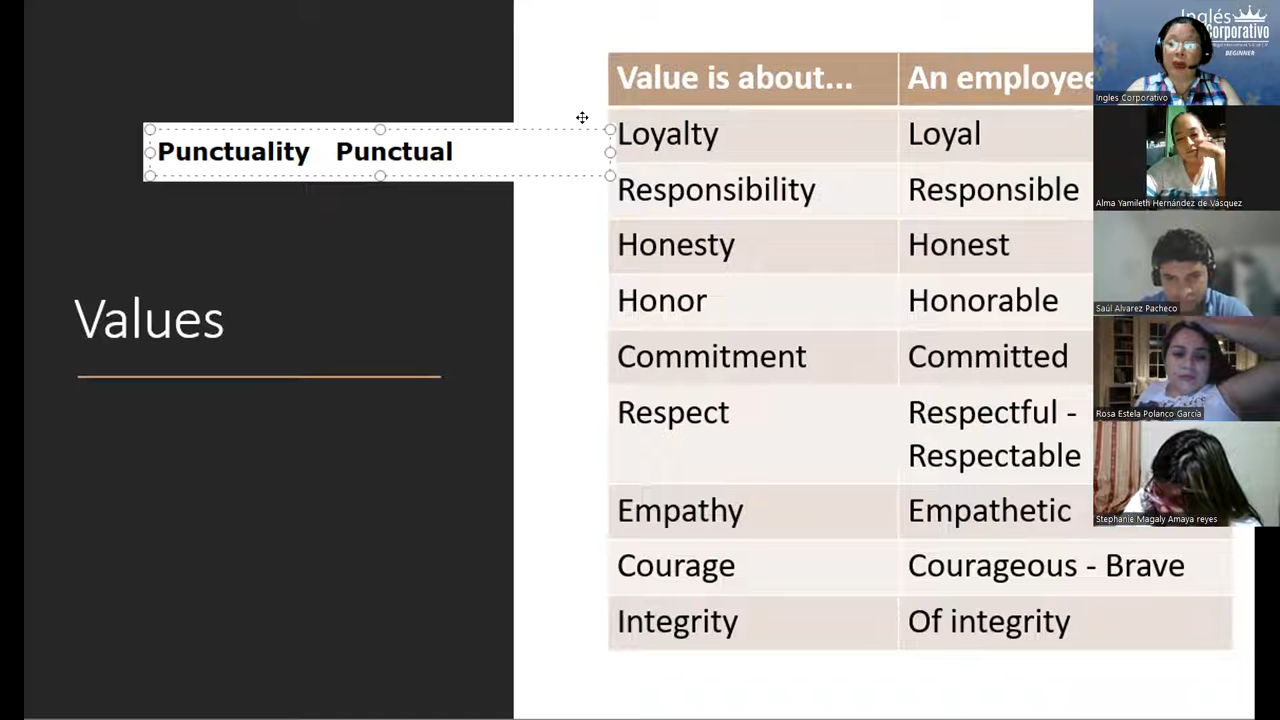 Punctuality Punctual
Values
Value is about... An employee
Loyalty Loyal
Responsibility Responsible
Honesty Honest
Honor Honorable
Commitment Committed
Respect Respectful -
Respectable
Empathy Empathetic
Courage Courageous - Brave
Integrity Of integrity
Inglés
Corporativo
BEGINNER
Ingles Corporativo
Alma Yamileth Hernández de Vásquez
Saúl Alvarez Pacheco
Rosa Estela Polanco García
Stephanie Magaly Amaya reyes